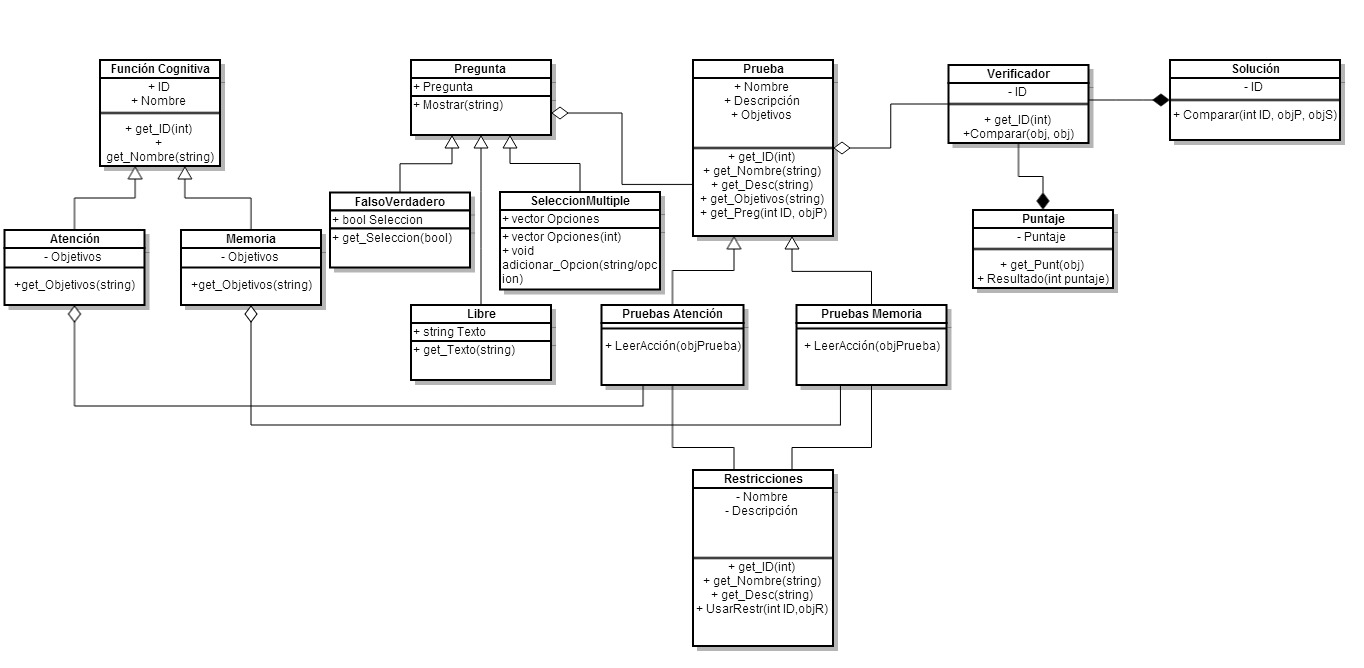 Función Cognitiva
+ ID
+ Nombre
+ get_ID(int)
+
get_Nombre(string)
Pregunta
+ Pregunta
+ Mostrar(string)
Prueba
+ Nombre
+ Descripción
+ Objetivos
+ get_ID(int)
+ get_Nombre(string)
+ get_Desc(string)
+ get_Objetivos(string)
+ get_Preg(int ID, objP)
Verificador
- ID
+ get_ID(int)
+Comparar(obj, obj)
Solución
- ID
+ Comparar(int ID, objP, objS)
FalsoVerdadero
+ bool Seleccion
+ get_Seleccion(bool)
SeleccionMultiple
+ vector Opciones
+ vector Opciones(int)
+ void
adicionar_Opcion(string/opc
ion)
Puntaje
- Puntaje
+ get_Punt(obj)
+ Resultado(int puntaje)
Atención
- Objetivos
+get_Objetivos(string)
Memoria
- Objetivos
+get_Objetivos(string)
Libre
+ string Texto
+ get_Texto(string)
Pruebas Atención
+ LeerAcción(objPrueba)
Pruebas Memoria
+ LeerAcción(objPrueba)
Restricciones
- Nombre
- Descripción
+ get_ID(int)
+ get_Nombre(string)
+ get_Desc(string)
+ UsarRestr(int ID,objR)